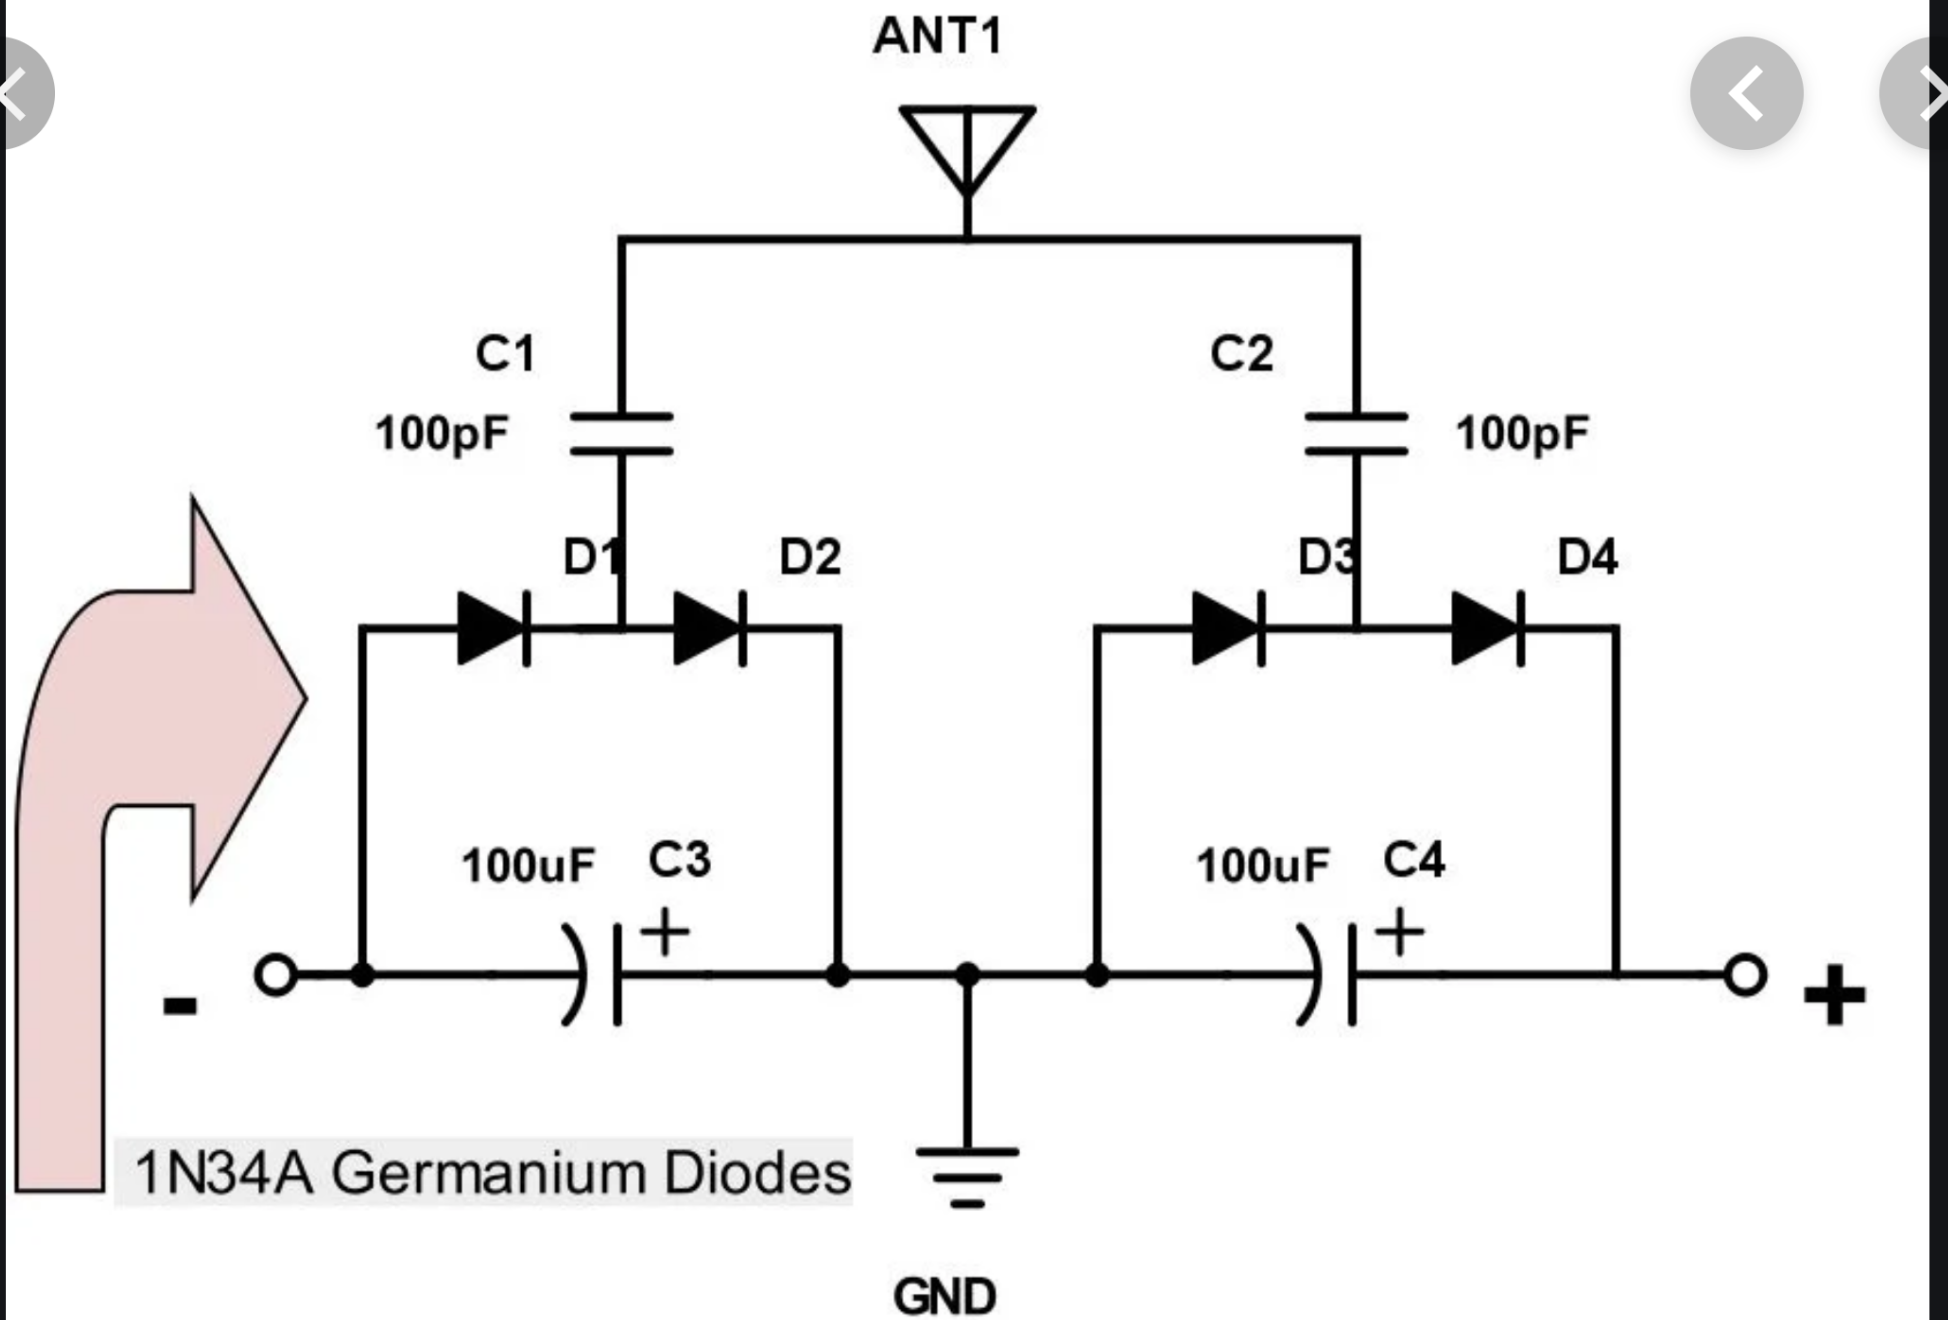 ANT1
C1
C2
100pF
100pF
D1
D2
D3
D4
100uF
C3
100uF
C4
+
+
-
+
1N34A Germanium Diodes
GND